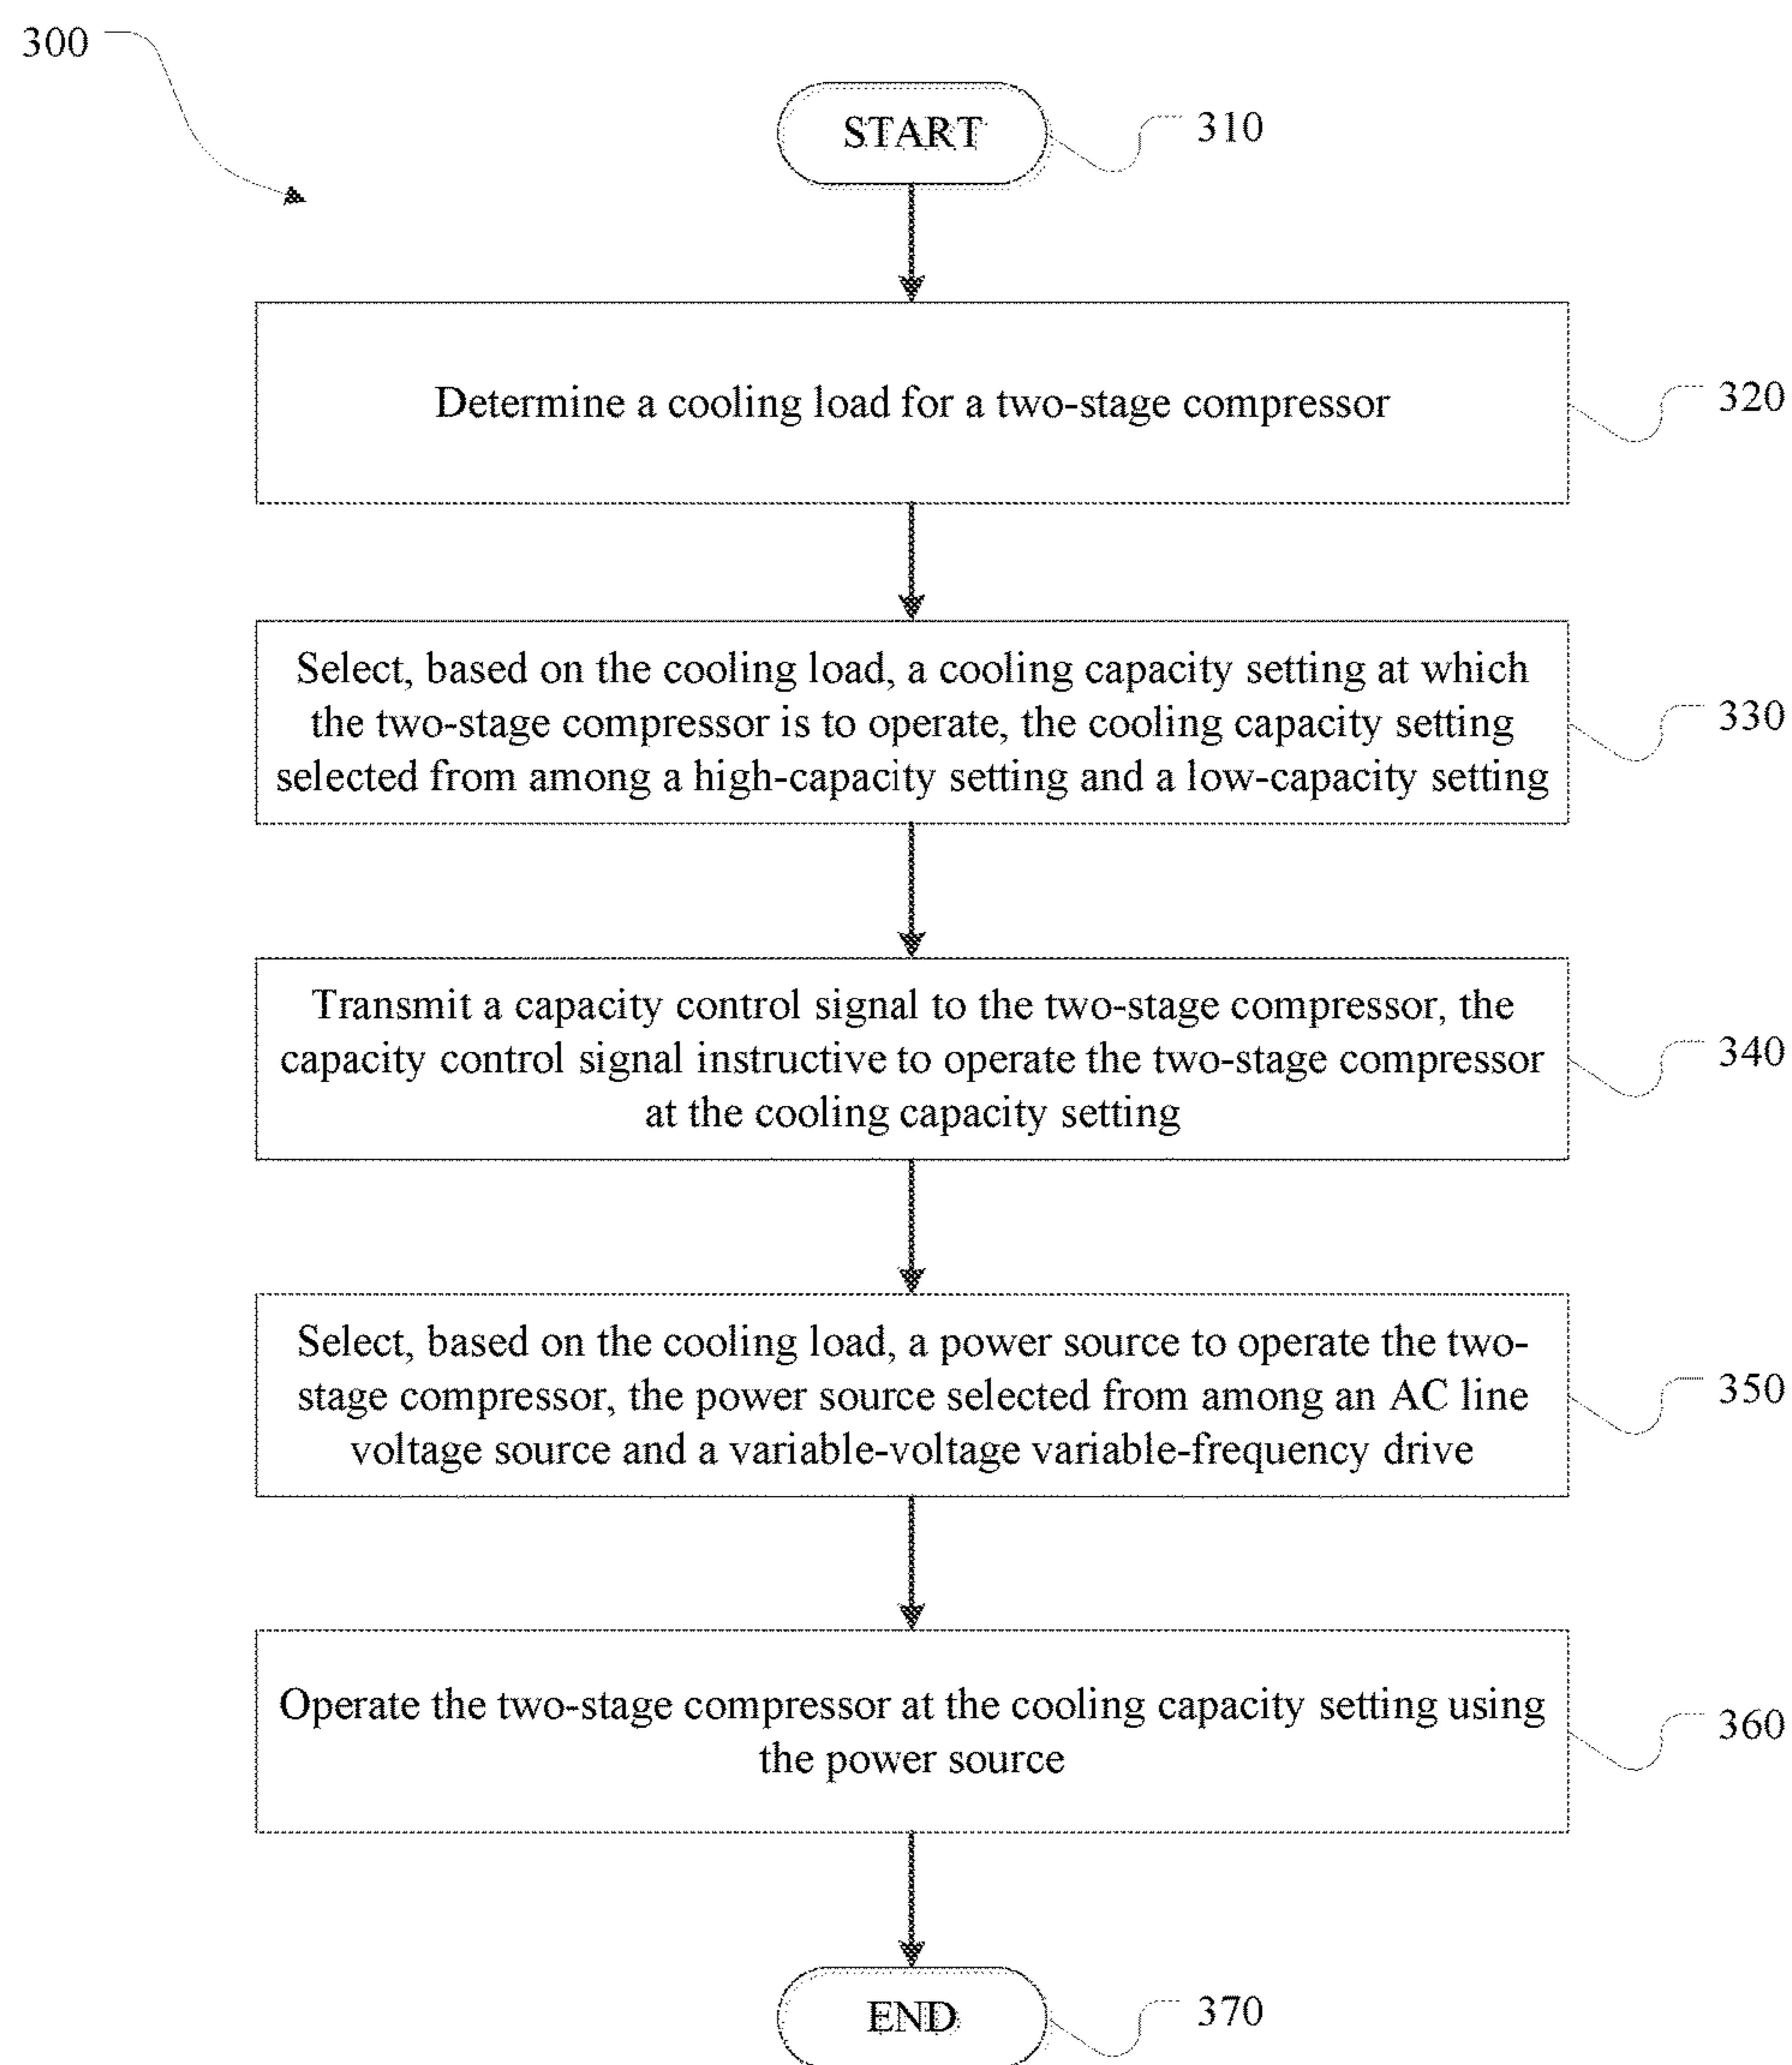 300
START
310
Determine a cooling load for a two-stage compressor
320
Select, based on the cooling load, a cooling capacity setting at which
the two-stage compressor is to operate, the cooling capacity setting
selected from among a high-capacity setting and a low-capacity setting
330
Transmit a capacity control signal to the two-stage compressor, the
capacity control signal instructive to operate the two-stage compressor
at the cooling capacity setting
340
Select, based on the cooling load, a power source to operate the two-
stage compressor, the power source selected from among an AC line
voltage source and a variable-voltage variable-frequency drive
350
Operate the two-stage compressor at the cooling capacity setting using
the power source
360
END
370